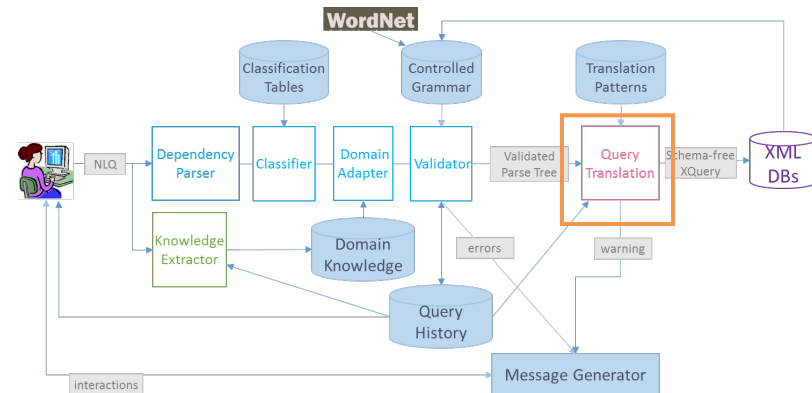 WordNet
Classification
Tables
Controlled
Grammar
Translation
Patterns
NLQ
Dependency
Parser
Classifier
Domain
Adapter
Validator
Validated
Parse Tree
Query
Translation
Schema-free
XQuery
XML
DBs
Knowledge
Extractor
Domain
Knowledge
errors
warning
Query
History
Message Generator
interactions